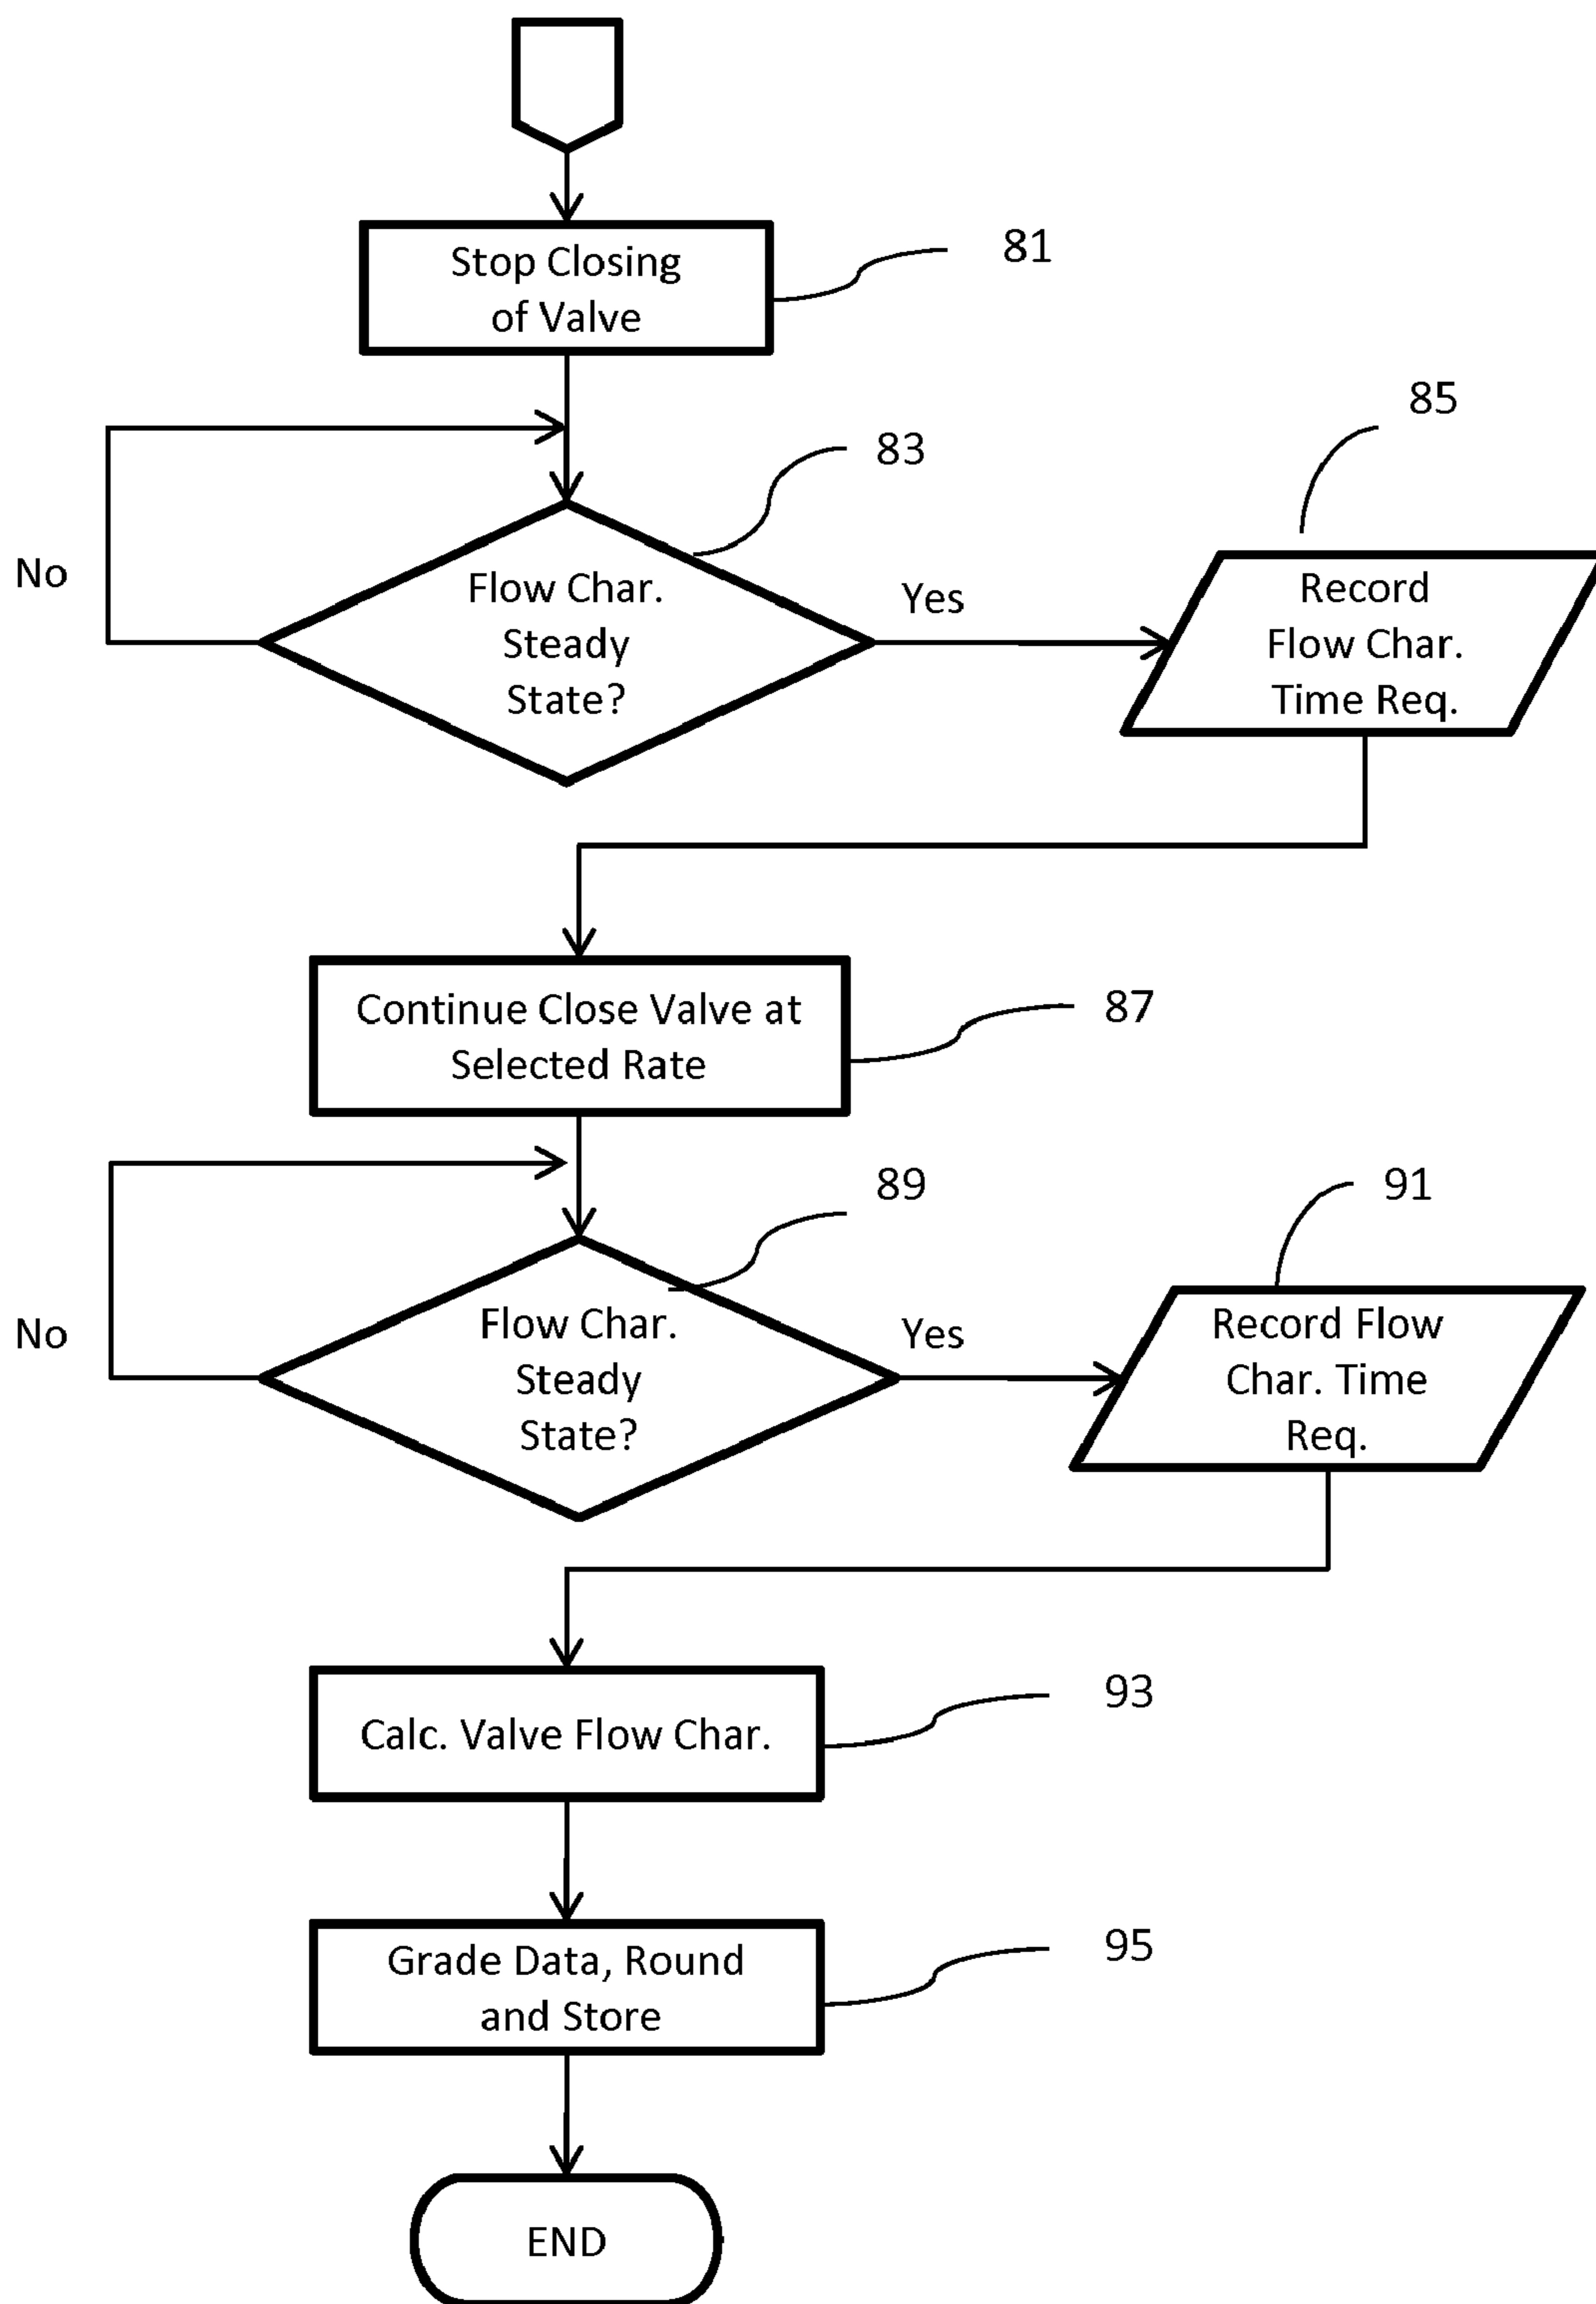 Stop Closing
of Valve
81
83
85
No
Flow Char.
Steady
State?
Yes
Record
Flow Char.
Time Req.
Continue Close Valve at
Selected Rate
87
89
91
No
Flow Char.
Steady
State?
Yes
Record Flow
Char. Time
Req.
Calc. Valve Flow Char.
93
Grade Data, Round
and Store
95
END